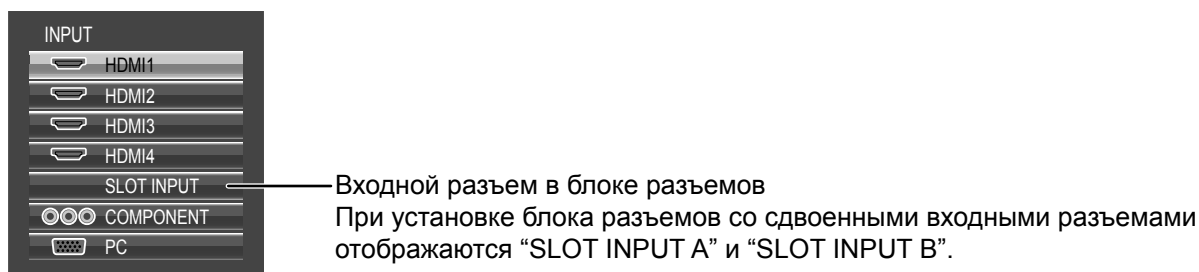 INPUT
HDMI1
HDMI2
HDMI3
HDMI4
SLOT INPUT
COMPONENT
PC
Входной разъем в блоке разъемов
При установке блока разъемов со сдвоенными входными разъемами
отображаются “SLOT INPUT A” и “SLOT INPUT B”.